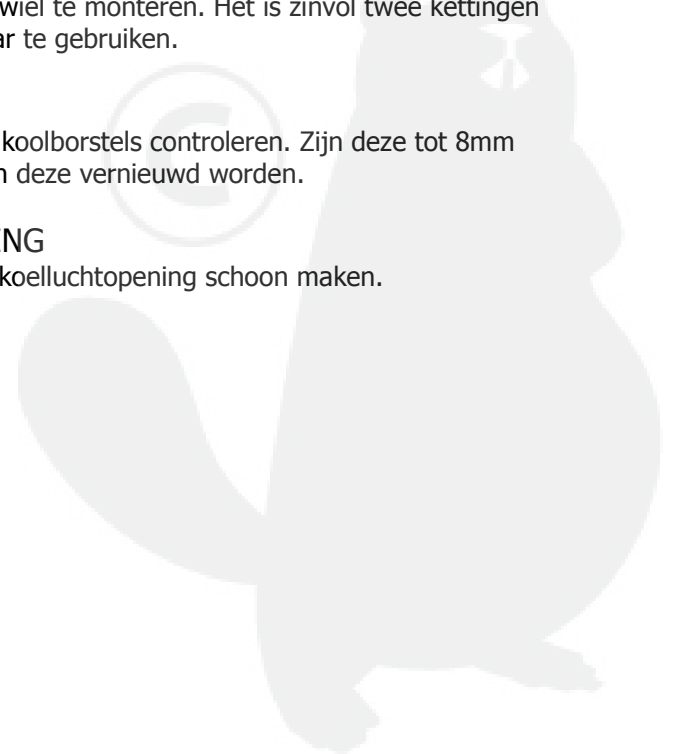 wiel te monteren. Het is zinvol twee kettingen
ar te gebruiken.
koolborstels controleren. Zijn deze tot 8mm
n deze vernieuwd worden.
NG
koelluchtopening schoon maken.
©